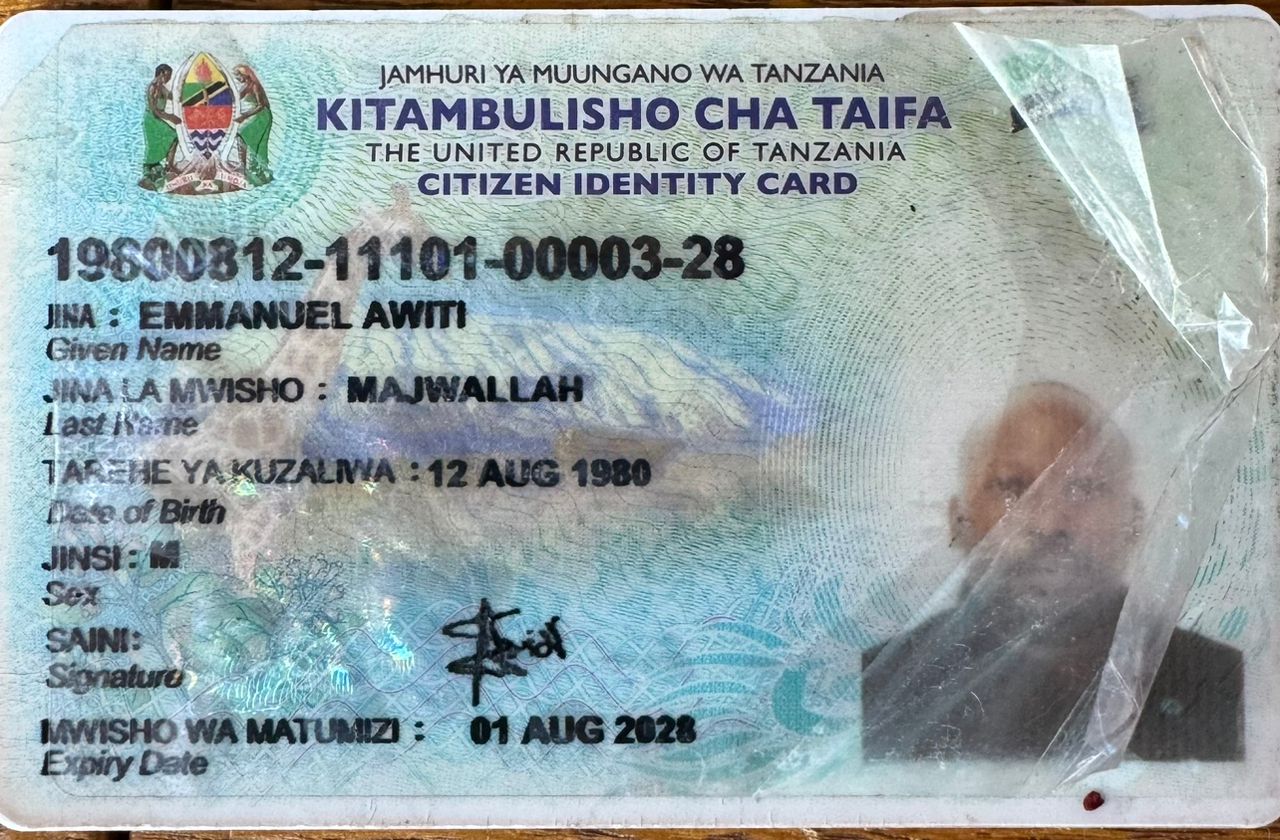 JAMHURI YA MUUNGANO WA TANZANIA
KITAMBULISHO CHA TAIFA
THE UNITED REPUBLIC OF TANZANIA
CITIZEN IDENTITY CARD
19800812-11101-00003-28
JINA : EMMANUEL AWITI
Given Name
JINA LA MWISHO : MAJWALLAH
Last Name
TAREHE YA KUZALIWA : 12 AUG 1980
Date of Birth
JINSI : M
Sex
SAINI:
Signature
MWISHO WA MATUMIZI : 01 AUG 2028
Expiry Date